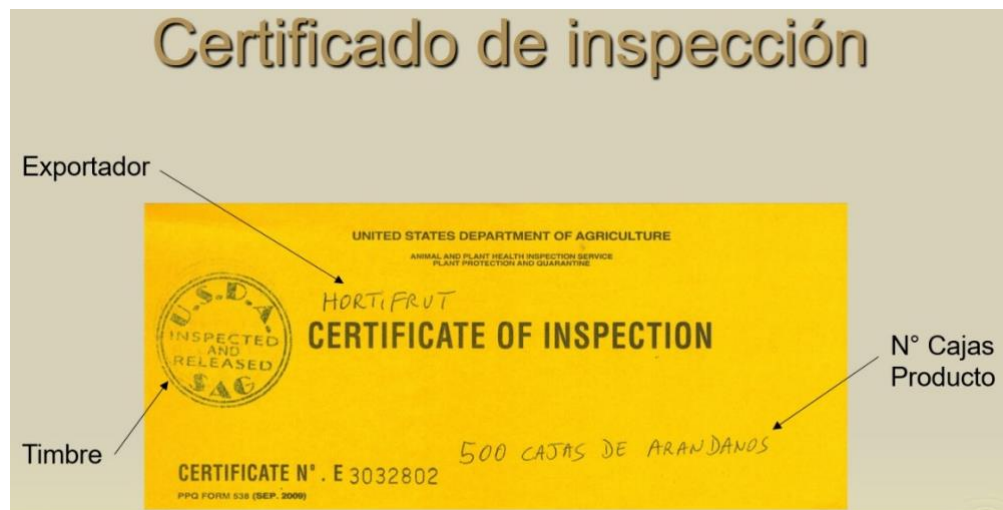 Certificado de inspección
Exportador
UNITED STATES DEPARTMENT OF AGRICULTURE
ANIMAL AND PLANT HEALTH INSPECTION SERVICE
PLANT PROTECTION AND QUARANTINE
HORTIFRUT
CERTIFICATE OF INSPECTION
U.S.D.A.
INSPECTED
AND
RELEASED
SAG
N° Cajas
Producto
Timbre
500 CAJAS DE ARANDANOS
CERTIFICATE N°. E 3032802
PPQ FORM 538 (SEP. 2009)